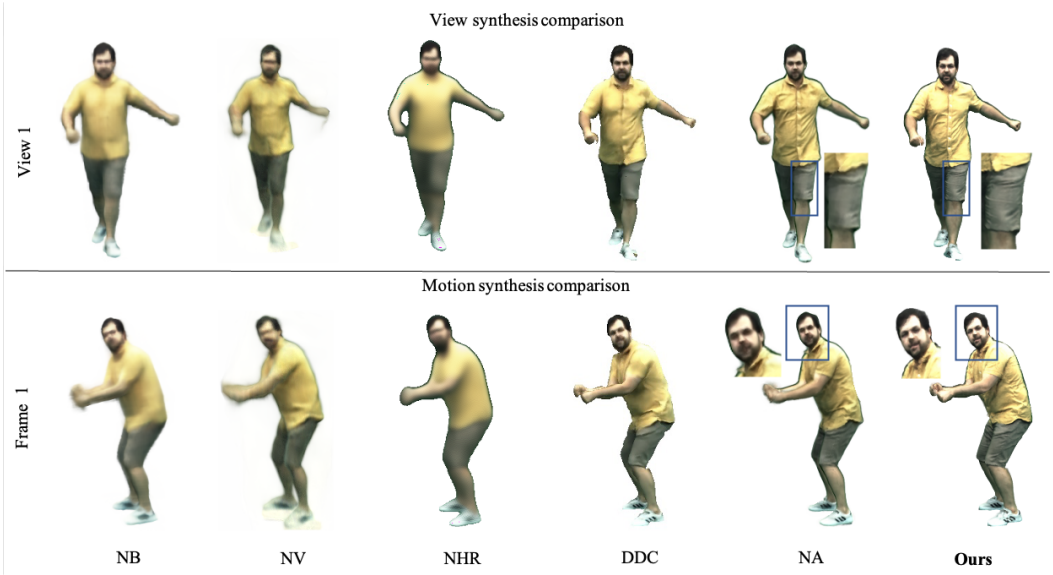 View synthesis comparison
View 1
Motion synthesis comparison
Frame 1
NB NV NHR DDC NA Ours